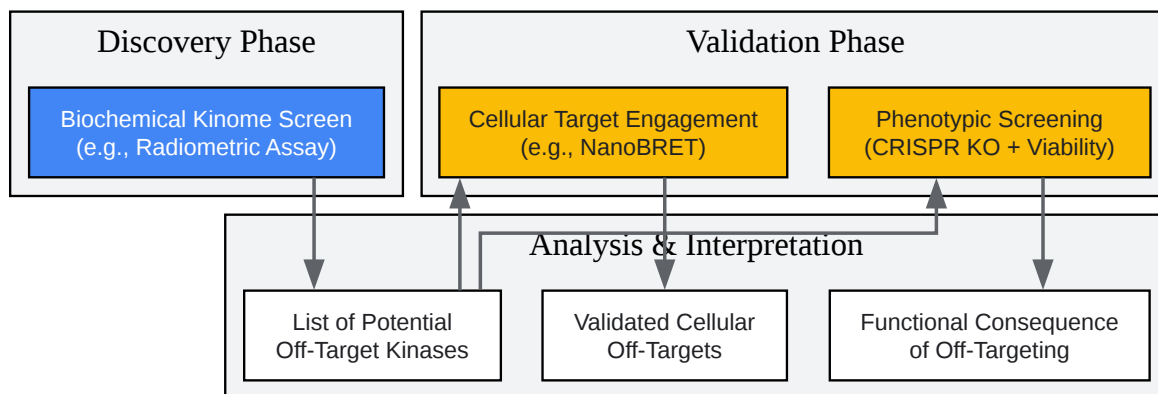 Discovery Phase
Validation Phase
Biochemical Kinome Screen
(e.g., Radiometric Assay)
Cellular Target Engagement
(e.g., NanoBRET)
Phenotypic Screening
(CRISPR KO + Viability)
Analysis & Interpretation
List of Potential
Off-Target Kinases
Validated Cellular
Off-Targets
Functional Consequence
of Off-Targeting